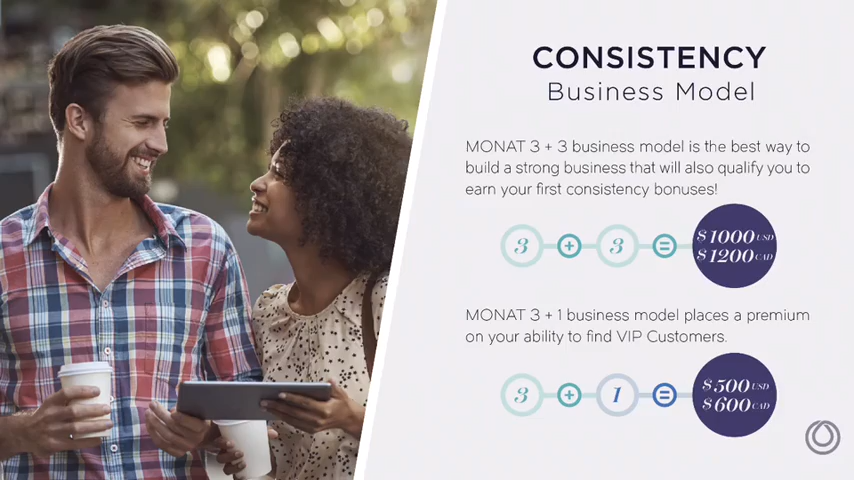 CONSISTENCY
Business Model
MONAT 3 + 3 business model is the best way to
build a strong business that will also qualify you to
earn your first consistency bonuses!
3 + 3 = $1000 USD
$1200 CAD
MONAT 3 + 1 business model places a premium
on your ability to find VIP Customers.
3 + 1 = $500 USD
$600 CAD